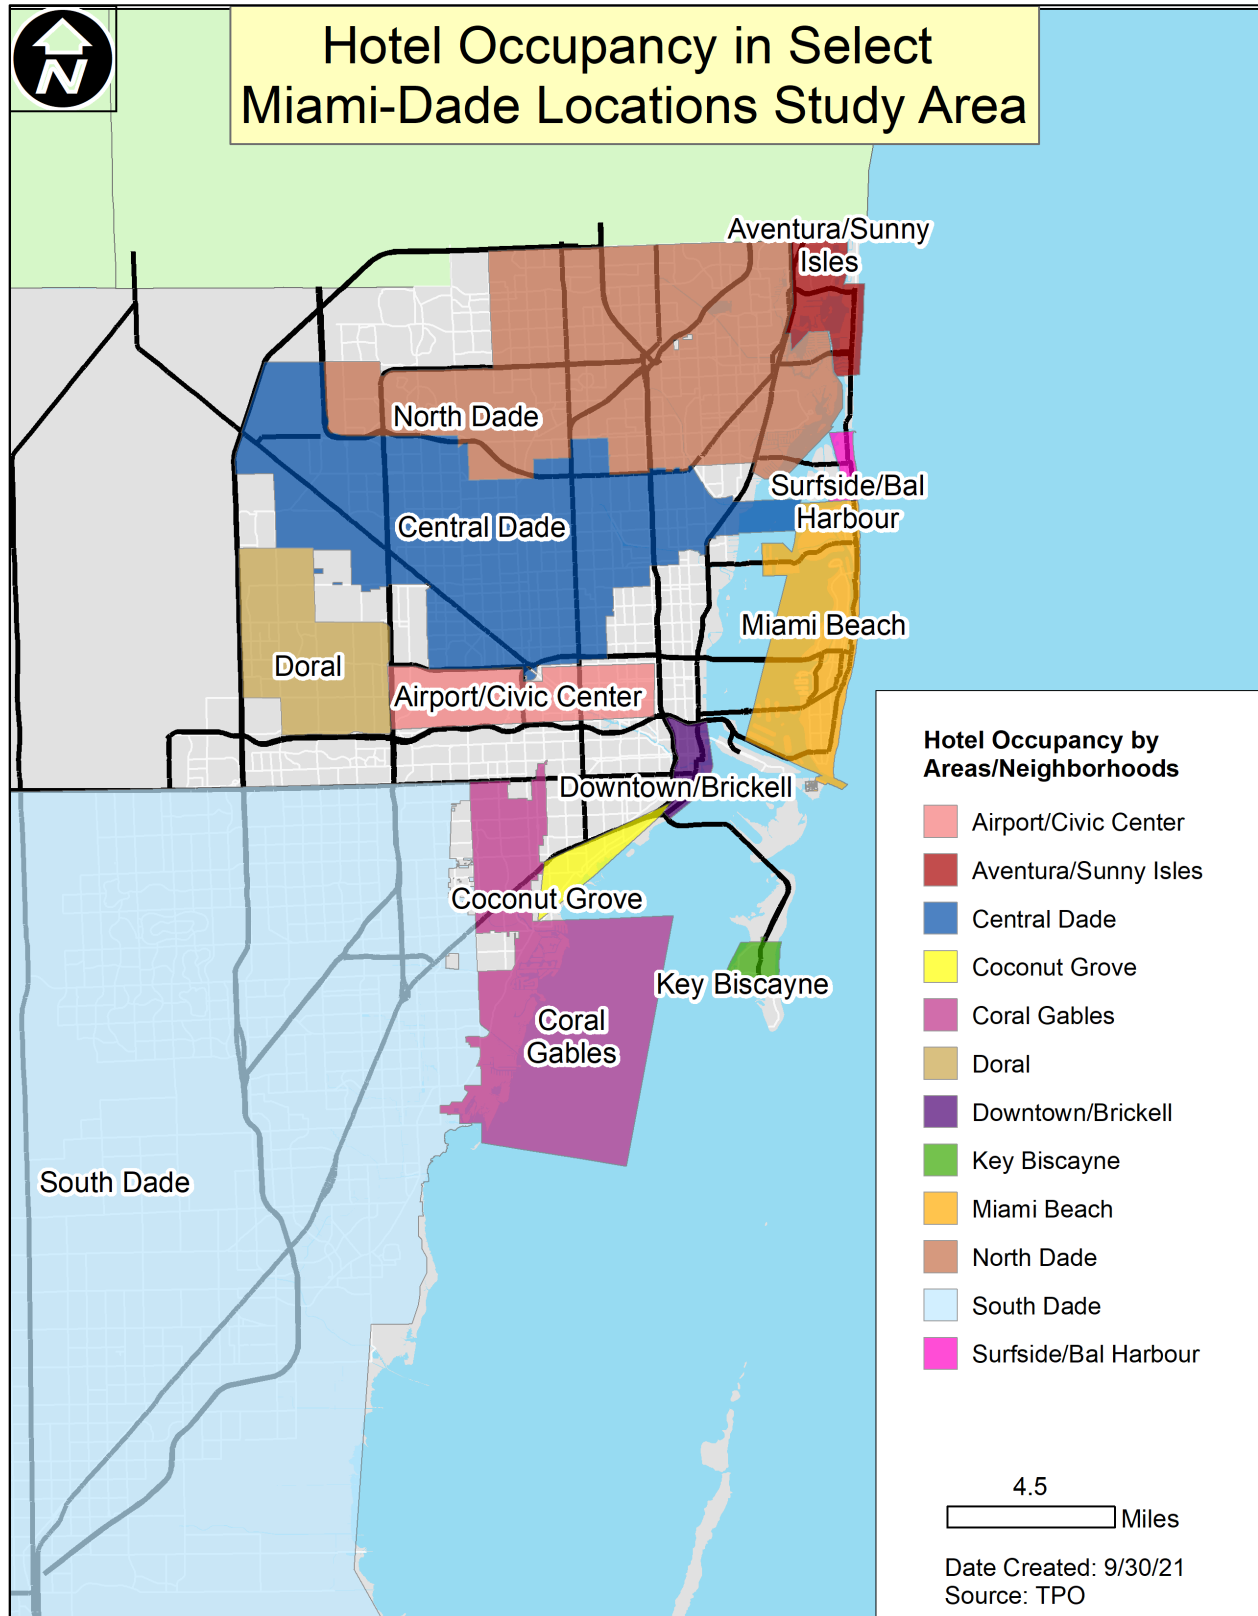 N
Hotel Occupancy in Select
Miami-Dade Locations Study Area
Aventura/Sunny
Isles
North Dade
Surfside/Bal
Harbour
Central Dade
Miami Beach
Doral
Airport/Civic Center
Downtown/Brickell
Coconut Grove
Key Biscayne
Coral
Gables
South Dade
Hotel Occupancy by
Areas/Neighborhoods
Airport/Civic Center
Aventura/Sunny Isles
Central Dade
Coconut Grove
Coral Gables
Doral
Downtown/Brickell
Key Biscayne
Miami Beach
North Dade
South Dade
Surfside/Bal Harbour
4.5
Miles
Date Created: 9/30/21
Source: TPO